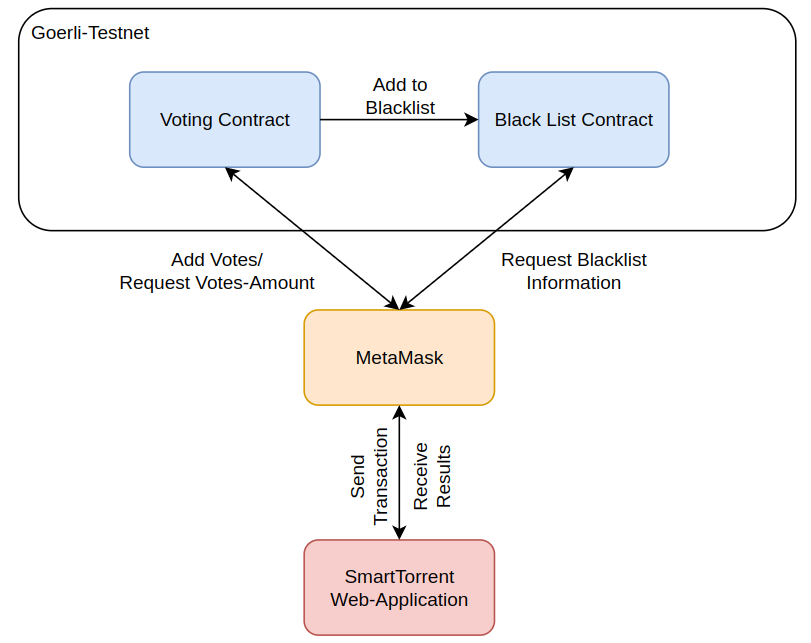 Goerli-Testnet
Add to
Blacklist
Voting Contract
Black List Contract
Add Votes/
Request Votes-Amount
Request Blacklist
Information
MetaMask
Send
Transaction
Receive
Results
SmartTorrent
Web-Application